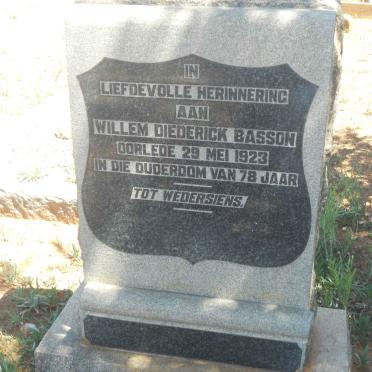 IN
LIEFDEVOLLE HERINNERING
AAN
WILLEM DIEDERICK BASSON
OORLEDE 29 MEI 1923
IN DIE OUDERDOM VAN 78 JAAR
TOT WEDERSIENS.